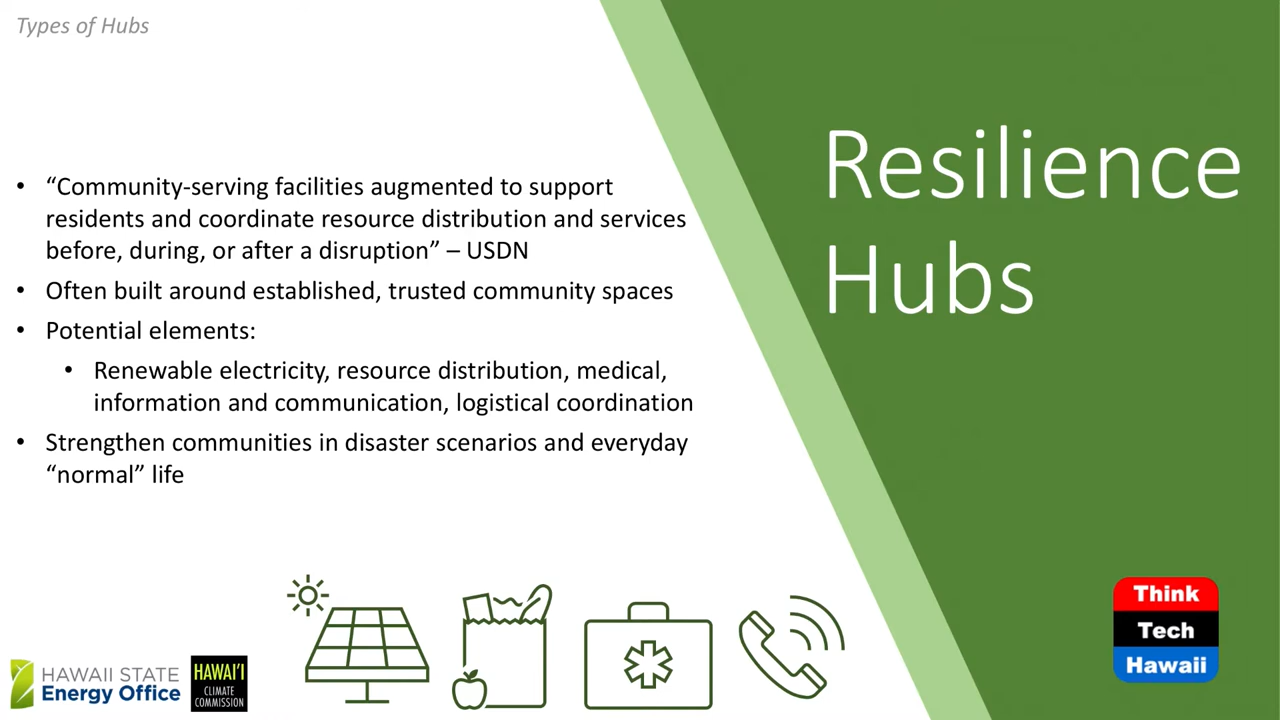 Types of Hubs
Resilience
Hubs
• “Community-serving facilities augmented to support
residents and coordinate resource distribution and services
before, during, or after a disruption” – USDN
• Often built around established, trusted community spaces
• Potential elements:
• Renewable electricity, resource distribution, medical,
information and communication, logistical coordination
• Strengthen communities in disaster scenarios and everyday
“normal” life
HAWAII STATE
Energy Office
HAWAI‘I
CLIMATE
COMMISSION
Think
Tech
Hawaii